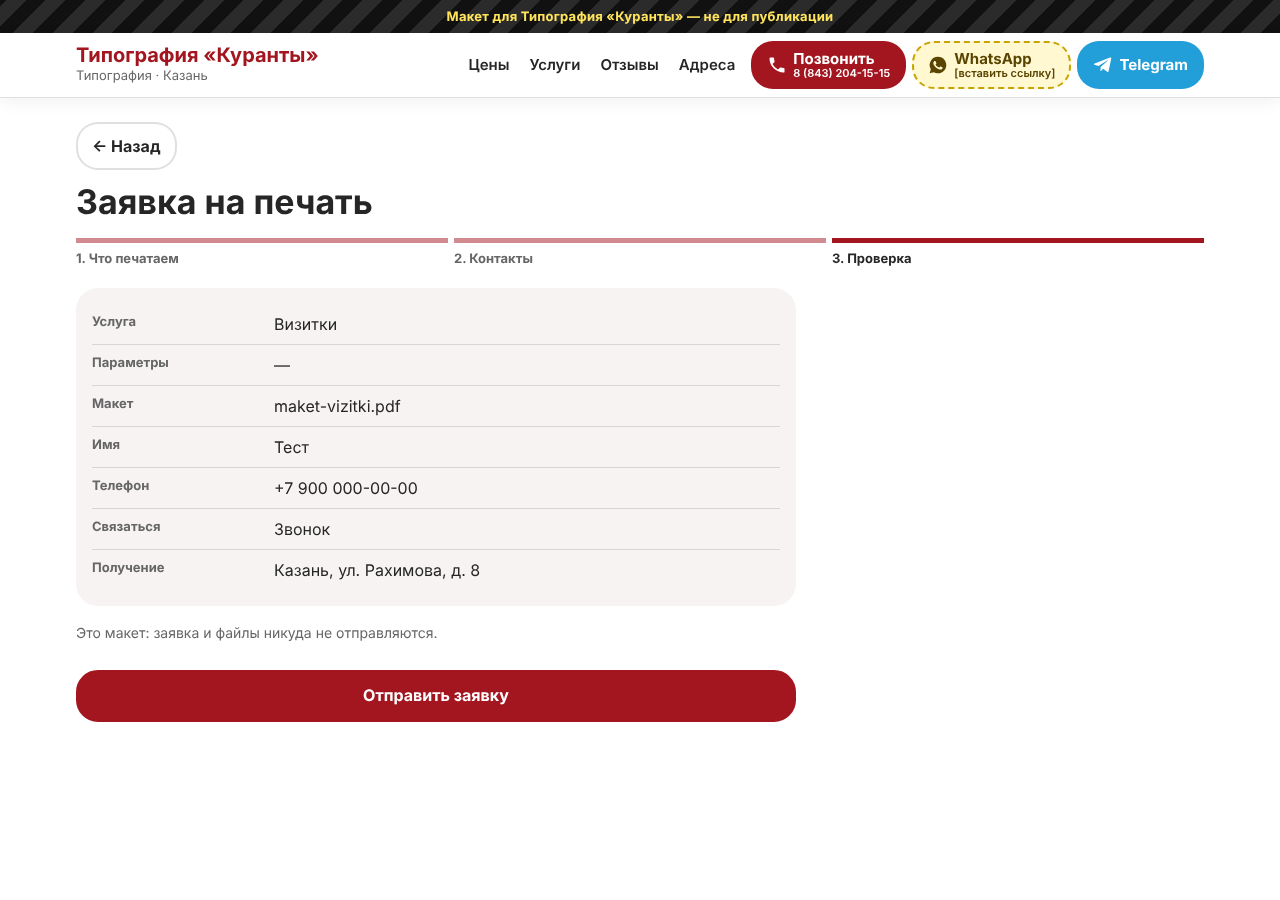 Макет для Типография «Куранты» — не для публикации
Типография «Куранты»
Типография · Казань
Цены
Услуги
Отзывы
Адреса
Позвонить
8 (843) 204-15-15
WhatsApp
[вставить ссылку]
Telegram
← Назад
Заявка на печать
1. Что печатаем
2. Контакты
3. Проверка
Услуга Визитки
Параметры —
Макет maket-vizitki.pdf
Имя Тест
Телефон +7 900 000-00-00
Связаться Звонок
Получение Казань, ул. Рахимова, д. 8
Это макет: заявка и файлы никуда не отправляются.
Отправить заявку